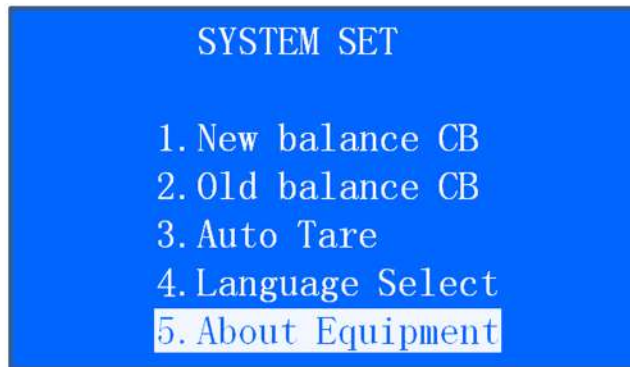 SYSTEM SET
1. New balance CB
2. Old balance CB
3. Auto Tare
4. Language Select
5. About Equipment